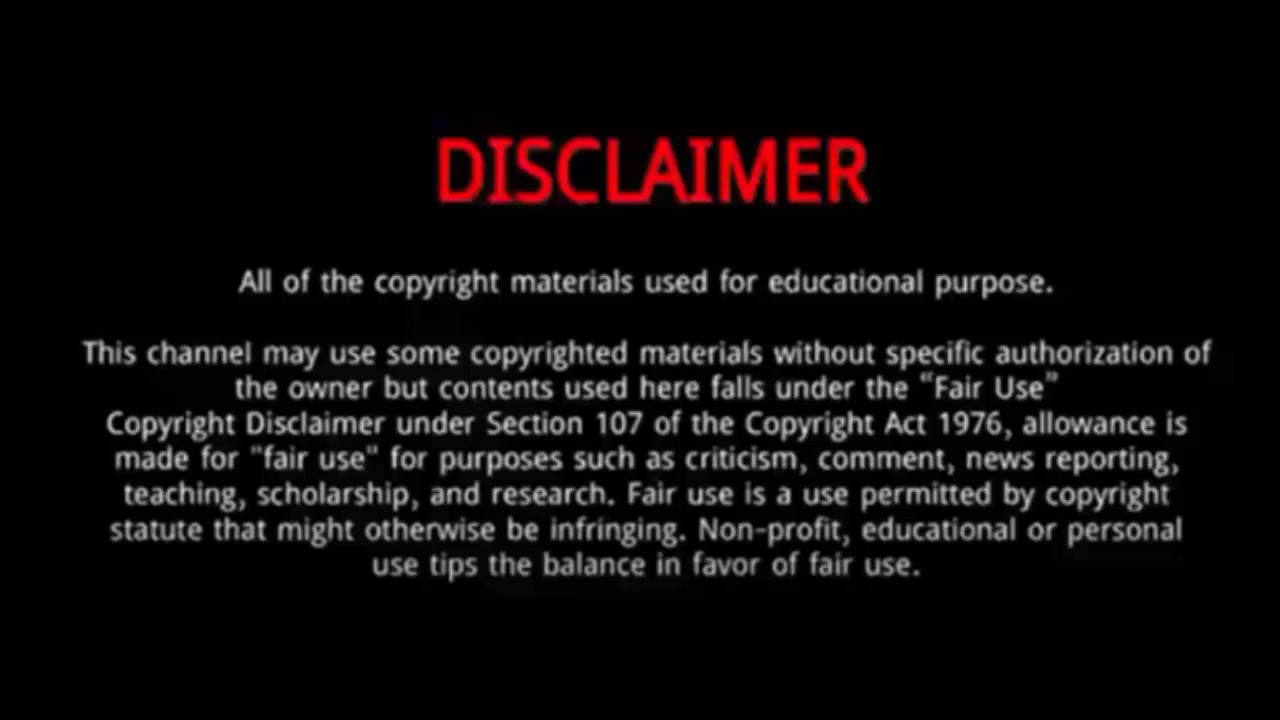 DISCLAIMER
All of the copyright materials used for educational purpose.
This channel may use some copyrighted materials without specific authorization of
the owner but contents used here falls under the “Fair Use”
Copyright Disclaimer under Section 107 of the Copyright Act 1976, allowance is
made for "fair use" for purposes such as criticism, comment, news reporting,
teaching, scholarship, and research. Fair use is a use permitted by copyright
statute that might otherwise be infringing. Non-profit, educational or personal
use tips the balance in favor of fair use.